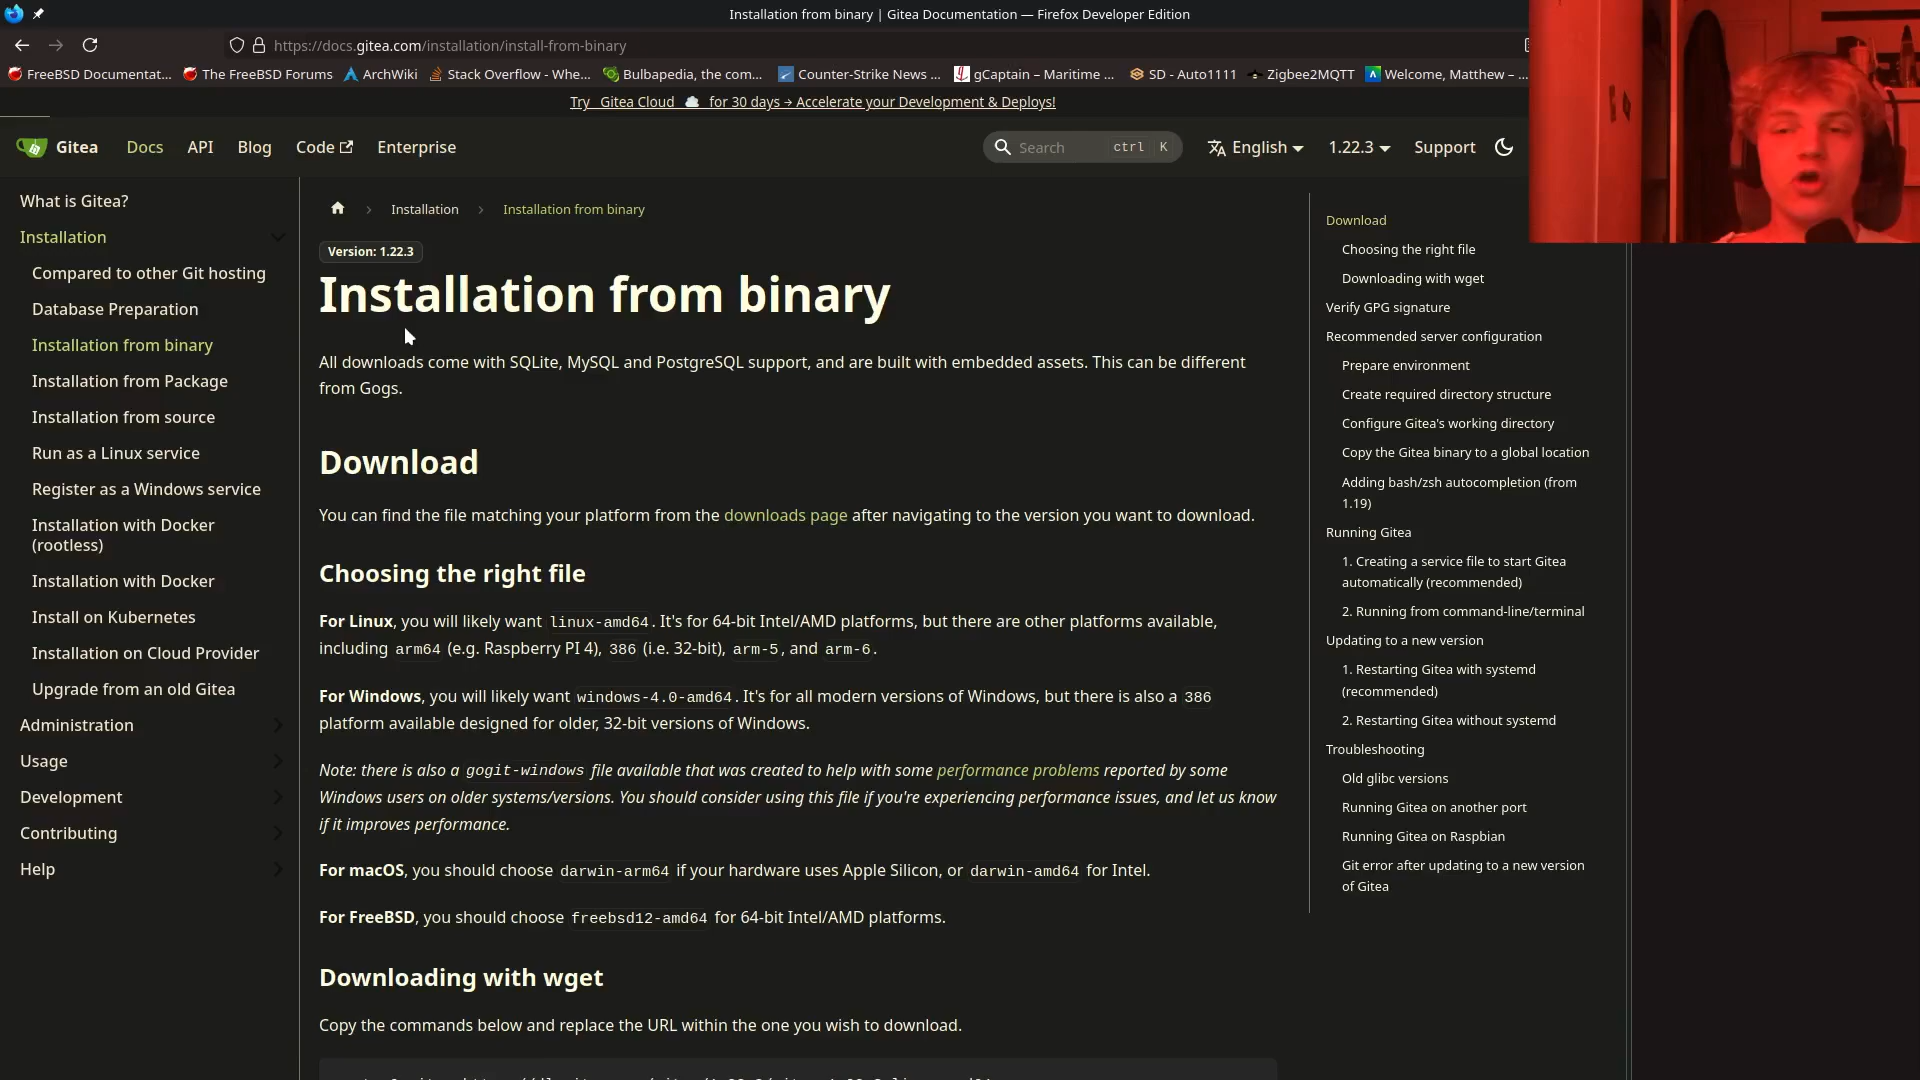 Installation from binary | Gitea Documentation — Firefox Developer Edition
https://docs.gitea.com/installation/install-from-binary
FreeBSD Documentat... The FreeBSD Forums ArchWiki Stack Overflow - Whe... Bulbapedia, the com... Counter-Strike News ... gCaptain – Maritime ... SD - Auto1111 Zigbee2MQTT Welcome, Matthew – ...
Try Gitea Cloud for 30 days → Accelerate your Development & Deploys!
Gitea Docs API Blog Code Enterprise Search ctrl K English 1.22.3 Support
What is Gitea?
Installation
Compared to other Git hosting
Database Preparation
Installation from binary
Installation from Package
Installation from source
Run as a Linux service
Register as a Windows service
Installation with Docker
(rootless)
Installation with Docker
Install on Kubernetes
Installation on Cloud Provider
Upgrade from an old Gitea
Administration
Usage
Development
Contributing
Help
Installation Installation from binary
Version: 1.22.3
Installation from binary
All downloads come with SQLite, MySQL and PostgreSQL support, and are built with embedded assets. This can be different
from Gogs.
Download
You can find the file matching your platform from the downloads page after navigating to the version you want to download.
Choosing the right file
For Linux, you will likely want linux-amd64. It's for 64-bit Intel/AMD platforms, but there are other platforms available,
including arm64 (e.g. Raspberry PI 4), 386 (i.e. 32-bit), arm-5, and arm-6.
For Windows, you will likely want windows-4.0-amd64. It's for all modern versions of Windows, but there is also a 386
platform available designed for older, 32-bit versions of Windows.
Note: there is also a gogit-windows file available that was created to help with some performance problems reported by some
Windows users on older systems/versions. You should consider using this file if you're experiencing performance issues, and let us know
if it improves performance.
For macOS, you should choose darwin-arm64 if your hardware uses Apple Silicon, or darwin-amd64 for Intel.
For FreeBSD, you should choose freebsd12-amd64 for 64-bit Intel/AMD platforms.
Downloading with wget
Copy the commands below and replace the URL within the one you wish to download.
Download
Choosing the right file
Downloading with wget
Verify GPG signature
Recommended server configuration
Prepare environment
Create required directory structure
Configure Gitea's working directory
Copy the Gitea binary to a global location
Adding bash/zsh autocompletion (from
1.19)
Running Gitea
1. Creating a service file to start Gitea
automatically (recommended)
2. Running from command-line/terminal
Updating to a new version
1. Restarting Gitea with systemd
(recommended)
2. Restarting Gitea without systemd
Troubleshooting
Old glibc versions
Running Gitea on another port
Running Gitea on Raspbian
Git error after updating to a new version
of Gitea